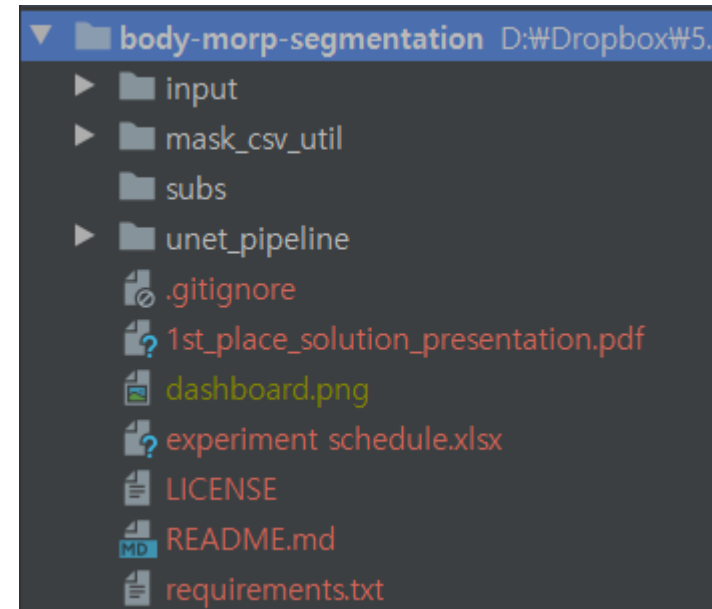 body-morp-segmentation D:₩Dropbox₩5.
input
mask_csv_util
subs
unet_pipeline
.gitignore
1st_place_solution_presentation.pdf
dashboard.png
experiment schedule.xlsx
LICENSE
MD README.md
requirements.txt